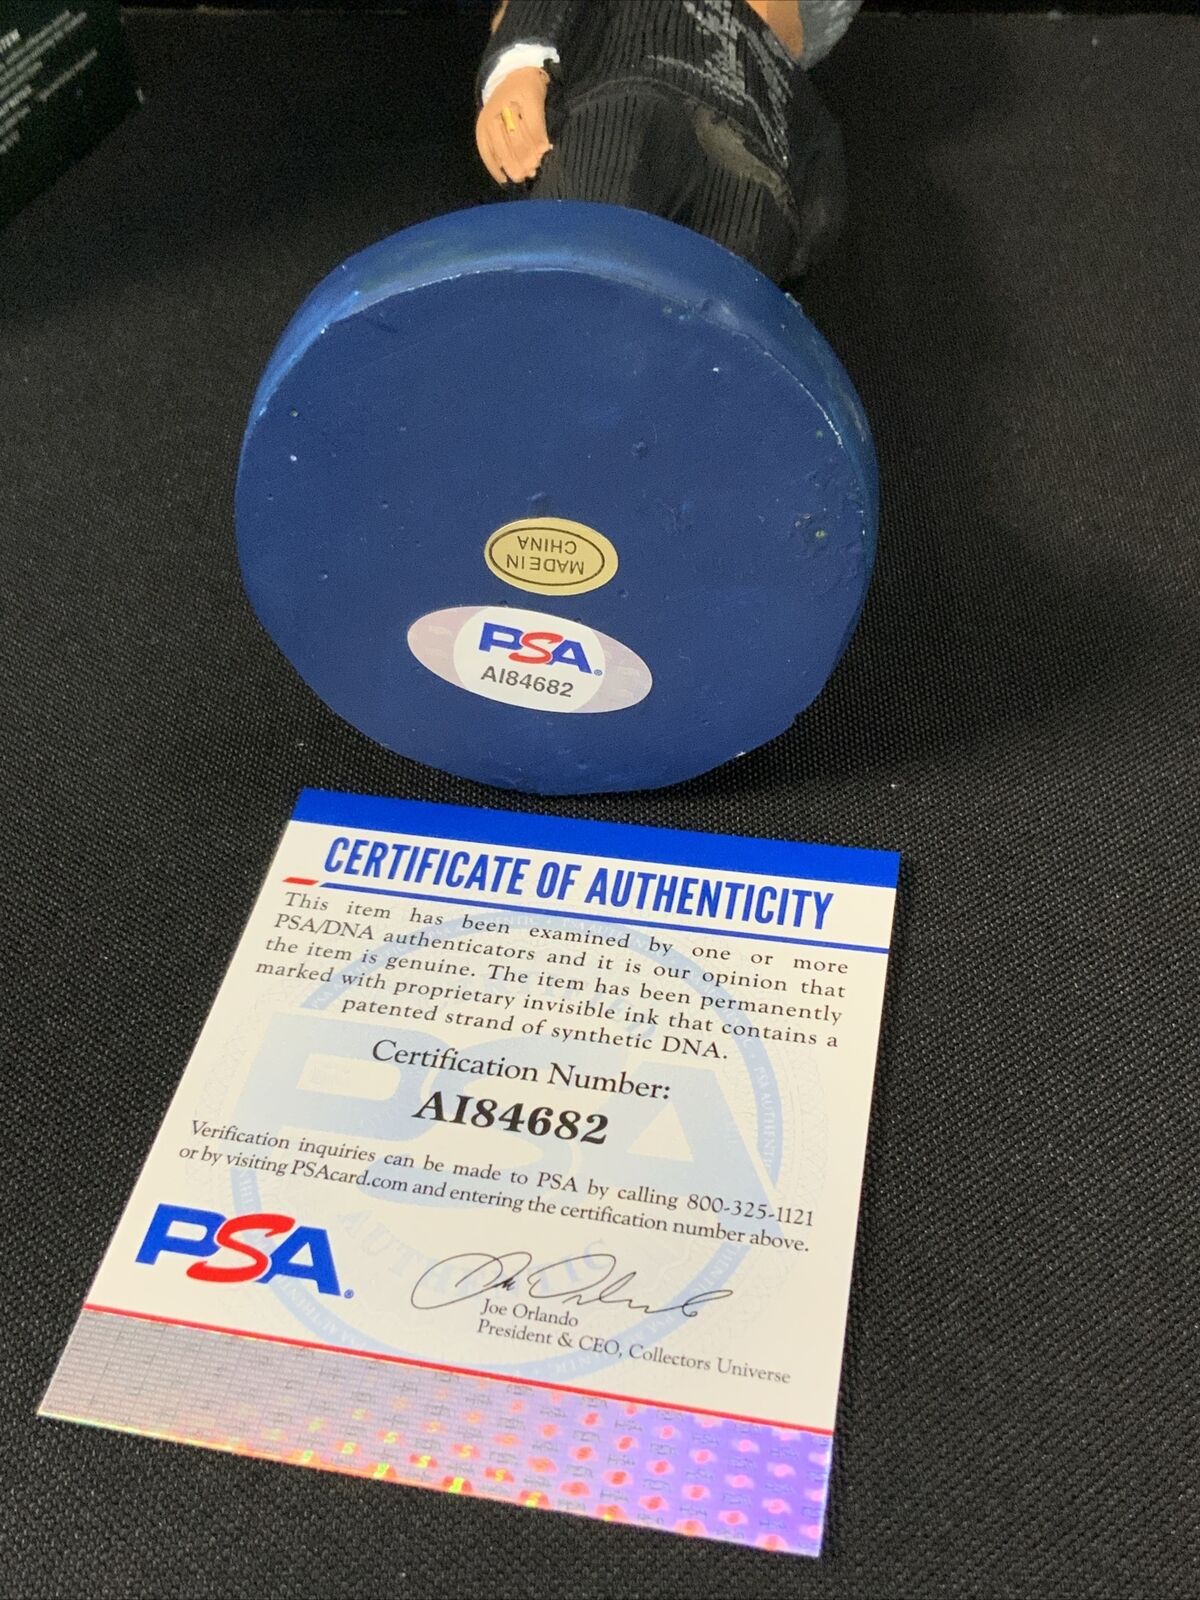 ITEM
MADE IN
CHINA
PSA®
AI84682
CERTIFICATE OF AUTHENTICITY
This item has been examined by one or more
PSA/DNA authenticators and it is our opinion that
the item is genuine. The item has been permanently
marked with proprietary invisible ink that contains a
patented strand of synthetic DNA.
Certification Number:
AI84682
Verification inquiries can be made to PSA by calling 800-325-1121
or by visiting PSAcard.com and entering the certification number above.
PSA®
Joe Orlando
President & CEO, Collectors Universe